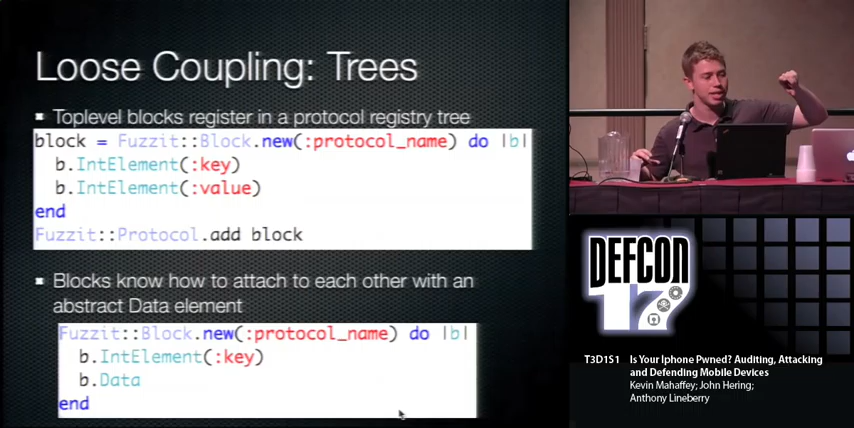 Loose Coupling: Trees
Toplevel blocks register in a protocol registry tree
block = Fuzzit::Block.new(:protocol_name) do |b|
b.IntElement(:key)
b.IntElement(:value)
end
Fuzzit::Protocol.add block
Blocks know how to attach to each other with an
abstract Data element
Fuzzit::Block.new(:protocol_name) do |b|
b.IntElement(:key)
b.Data
end
DEFCON
17
T3D1S1 Is Your Iphone Pwned? Auditing, Attacking
and Defending Mobile Devices
Kevin Mahaffey; John Hering;
Anthony Lineberry